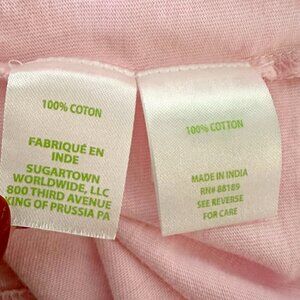 100% COTON
FABRIQUÉ EN
INDE
SUGARTOWN
WORLDWIDE, LLC
800 THIRD AVENUE
KING OF PRUSSIA PA
100% COTTON
MADE IN INDIA
RN# 88189
SEE REVERSE
FOR CARE